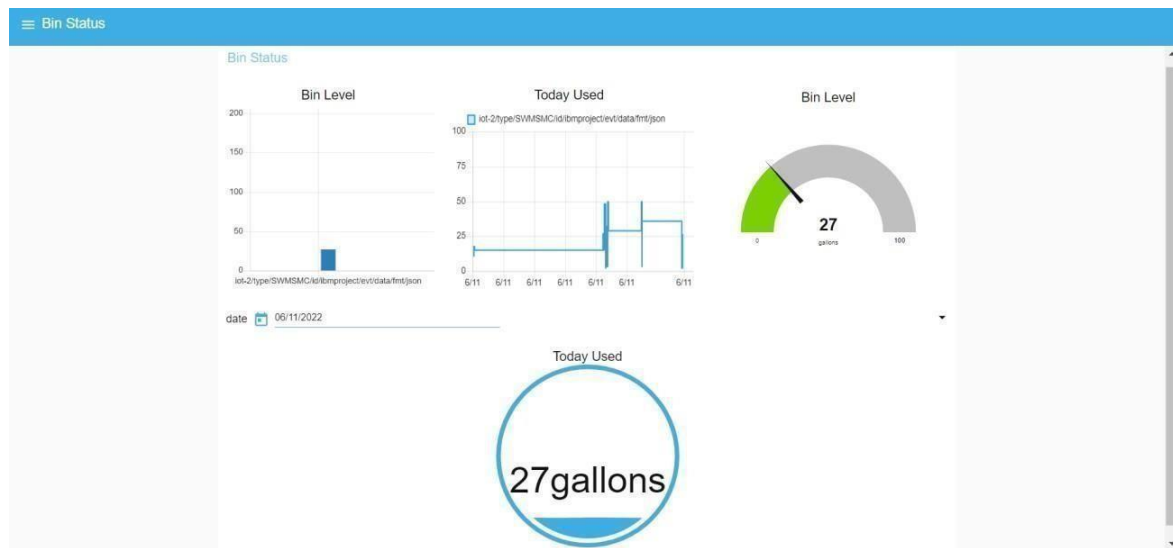 Bin Status
Bin Status
Bin Level
200
150
100
50
0
iot-2/type/SWMSMC/id/ibmproject/evt/data/fmt/json
Today Used
iot-2/type/SWMSMC/id/ibmproject/evt/data/fmt/json
100
75
50
25
0
6/11 6/11 6/11 6/11 6/11 6/11 6/11
Bin Level
27
gallons
0 100
date 06/11/2022
Today Used
27gallons